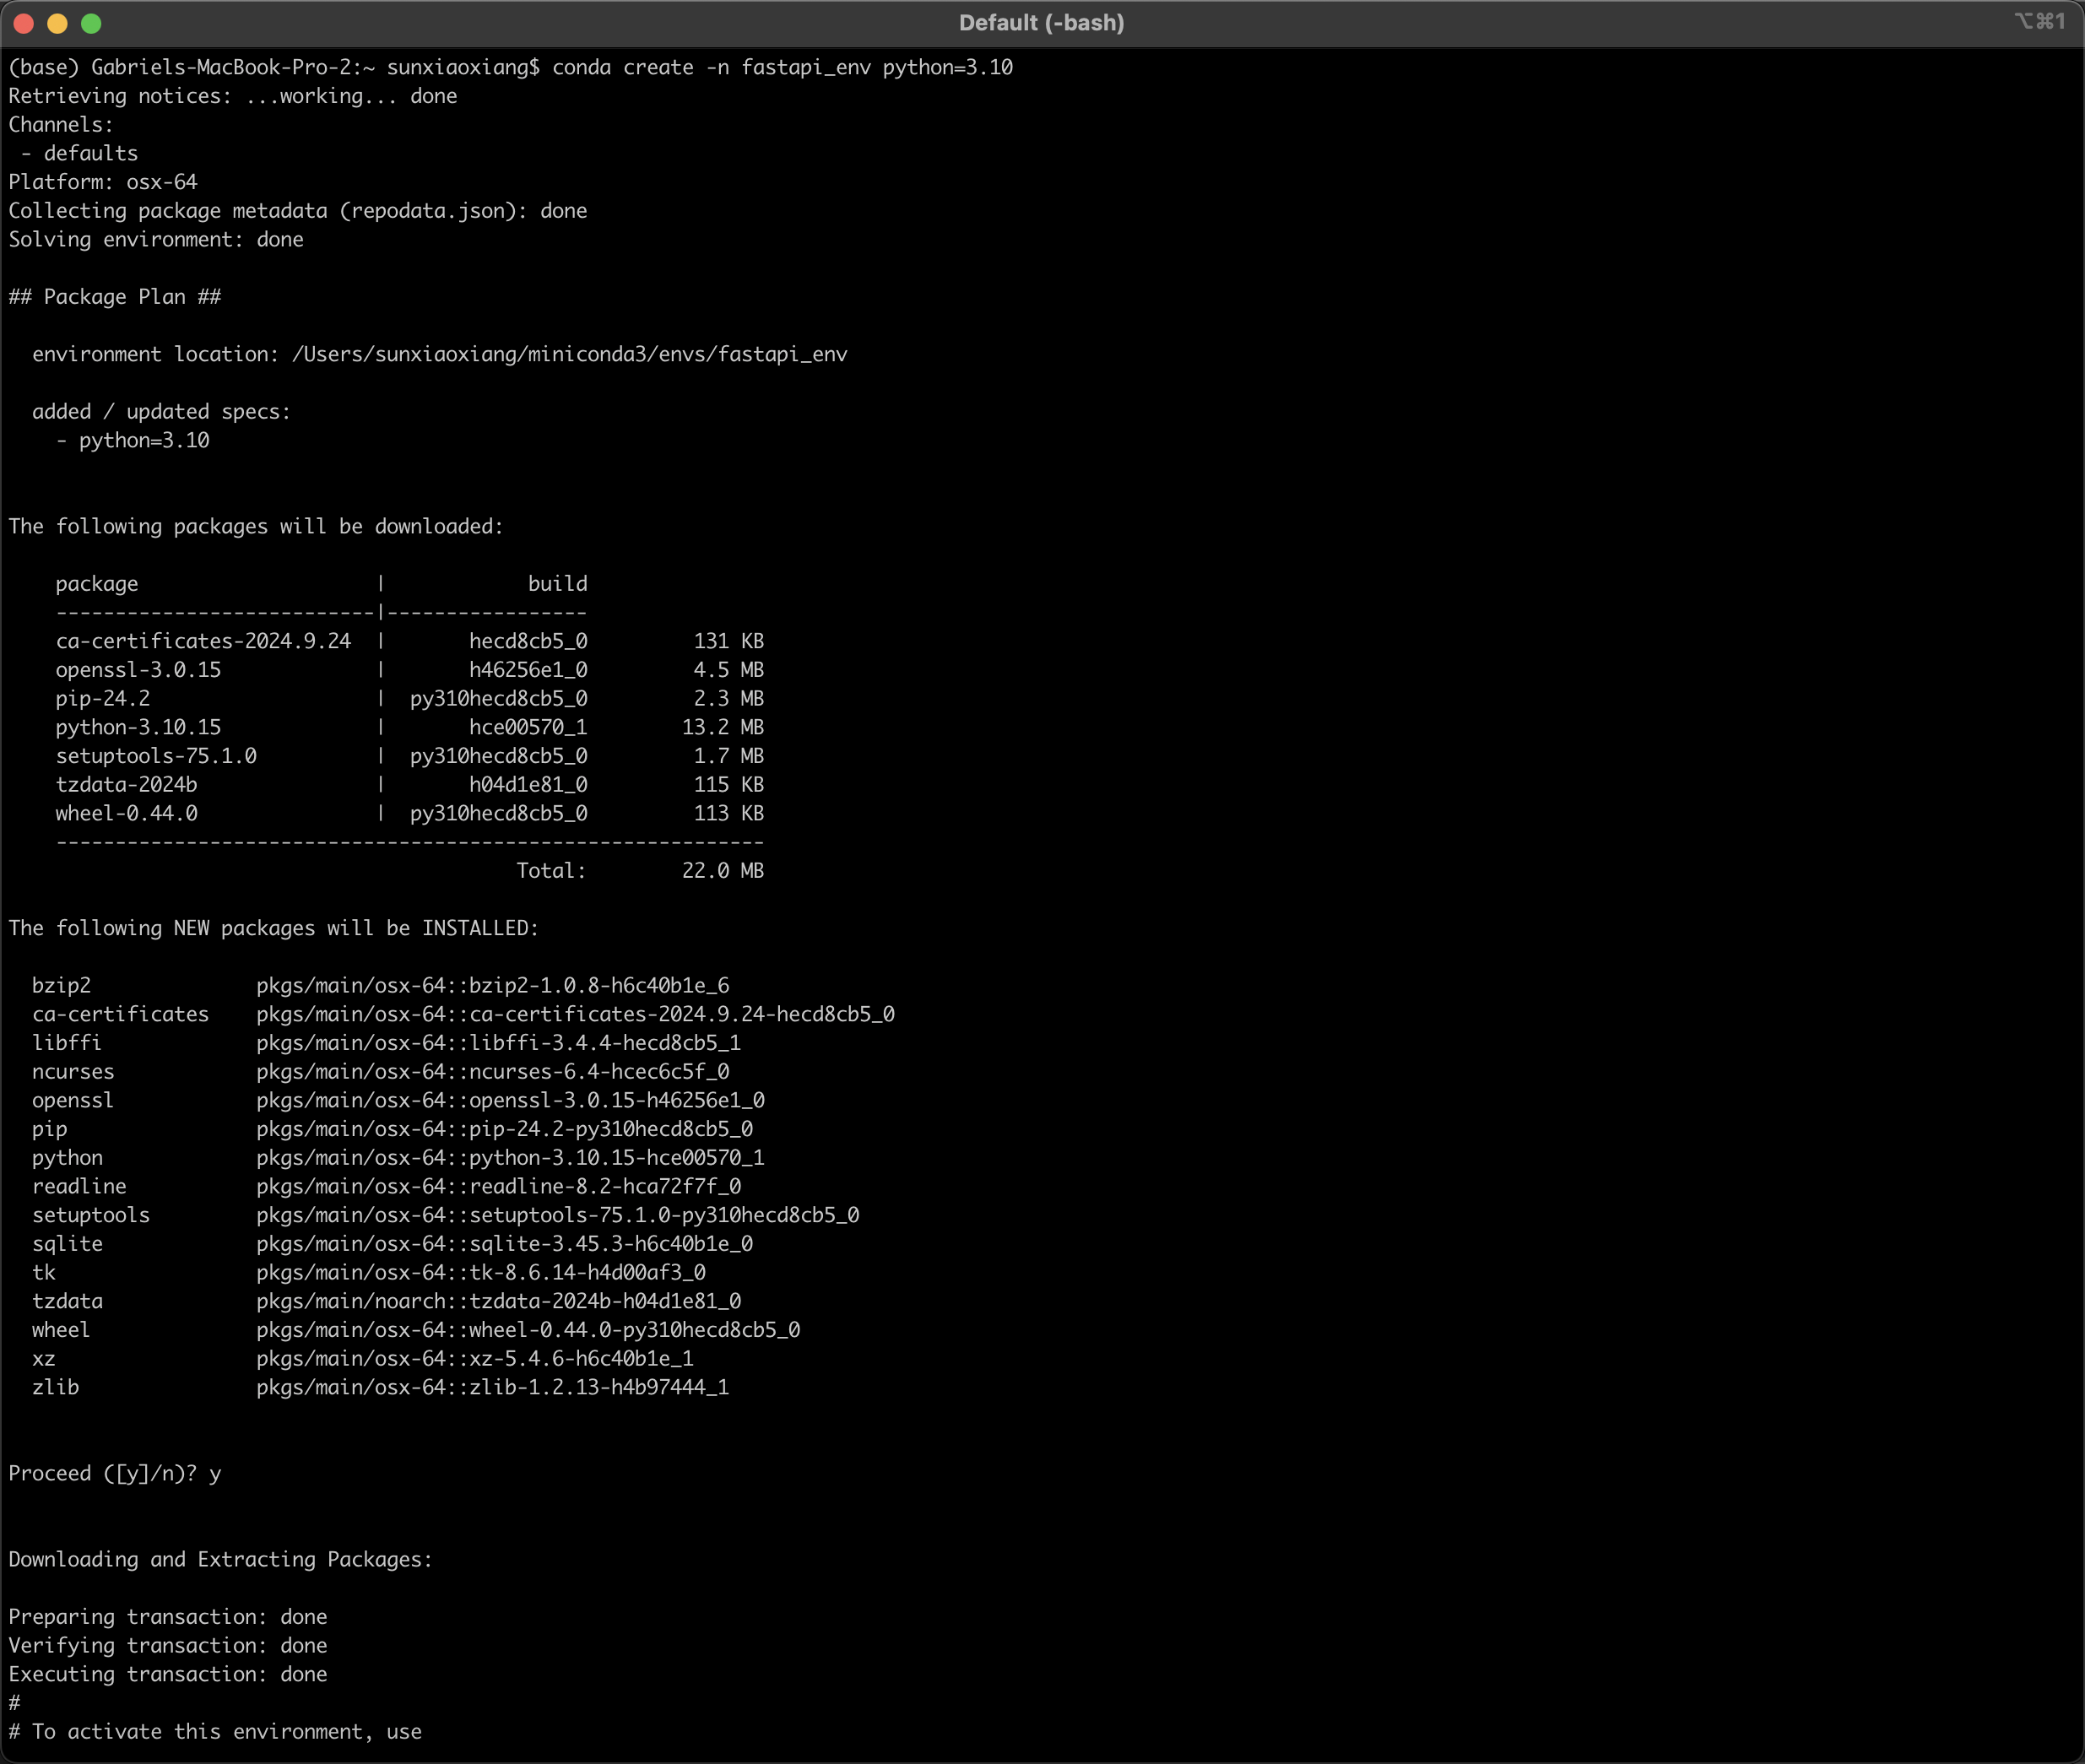 Default (-bash)
⌥⌘1
(base) Gabriels-MacBook-Pro-2:~ sunxiaoxiang$ conda create -n fastapi_env python=3.10
Retrieving notices: ...working... done
Channels:
 - defaults
Platform: osx-64
Collecting package metadata (repodata.json): done
Solving environment: done

## Package Plan ##

  environment location: /Users/sunxiaoxiang/miniconda3/envs/fastapi_env

  added / updated specs:
    - python=3.10


The following packages will be downloaded:

    package                    |            build
    ---------------------------|-----------------
    ca-certificates-2024.9.24  |       hecd8cb5_0         131 KB
    openssl-3.0.15             |       h46256e1_0         4.5 MB
    pip-24.2                   |  py310hecd8cb5_0         2.3 MB
    python-3.10.15             |       hce00570_1        13.2 MB
    setuptools-75.1.0          |  py310hecd8cb5_0         1.7 MB
    tzdata-2024b               |       h04d1e81_0         115 KB
    wheel-0.44.0               |  py310hecd8cb5_0         113 KB
    ------------------------------------------------------------
                                           Total:        22.0 MB

The following NEW packages will be INSTALLED:

  bzip2              pkgs/main/osx-64::bzip2-1.0.8-h6c40b1e_6
  ca-certificates    pkgs/main/osx-64::ca-certificates-2024.9.24-hecd8cb5_0
  libffi             pkgs/main/osx-64::libffi-3.4.4-hecd8cb5_1
  ncurses            pkgs/main/osx-64::ncurses-6.4-hcec6c5f_0
  openssl            pkgs/main/osx-64::openssl-3.0.15-h46256e1_0
  pip                pkgs/main/osx-64::pip-24.2-py310hecd8cb5_0
  python             pkgs/main/osx-64::python-3.10.15-hce00570_1
  readline           pkgs/main/osx-64::readline-8.2-hca72f7f_0
  setuptools         pkgs/main/osx-64::setuptools-75.1.0-py310hecd8cb5_0
  sqlite             pkgs/main/osx-64::sqlite-3.45.3-h6c40b1e_0
  tk                 pkgs/main/osx-64::tk-8.6.14-h4d00af3_0
  tzdata             pkgs/main/noarch::tzdata-2024b-h04d1e81_0
  wheel              pkgs/main/osx-64::wheel-0.44.0-py310hecd8cb5_0
  xz                 pkgs/main/osx-64::xz-5.4.6-h6c40b1e_1
  zlib               pkgs/main/osx-64::zlib-1.2.13-h4b97444_1


Proceed ([y]/n)? y


Downloading and Extracting Packages:

Preparing transaction: done
Verifying transaction: done
Executing transaction: done
#
# To activate this environment, use